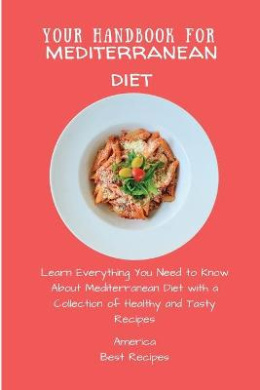 YOUR HANDBOOK FOR
MEDITERRANEAN
DIET
Learn Everything You Need to Know
About Mediterranean Diet with a
Collection of Healthy and Tasty
Recipes
America
Best Recipes